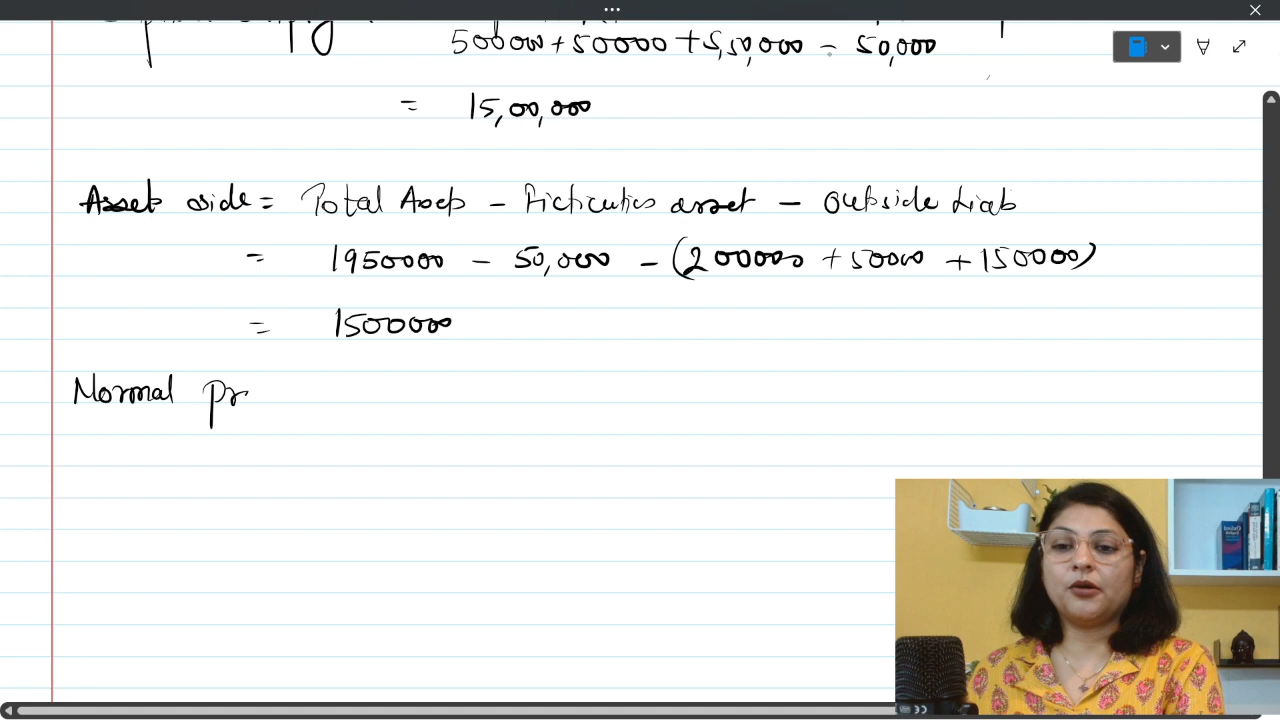 500000 + 50000 + 5,50,000 - 50,000
= 15,00,000
Asset side = Total Assets - Fictitious asset - Outside Liab
= 1950000 - 50,000 - (200000 + 50000 + 150000)
= 1500000
Normal pr